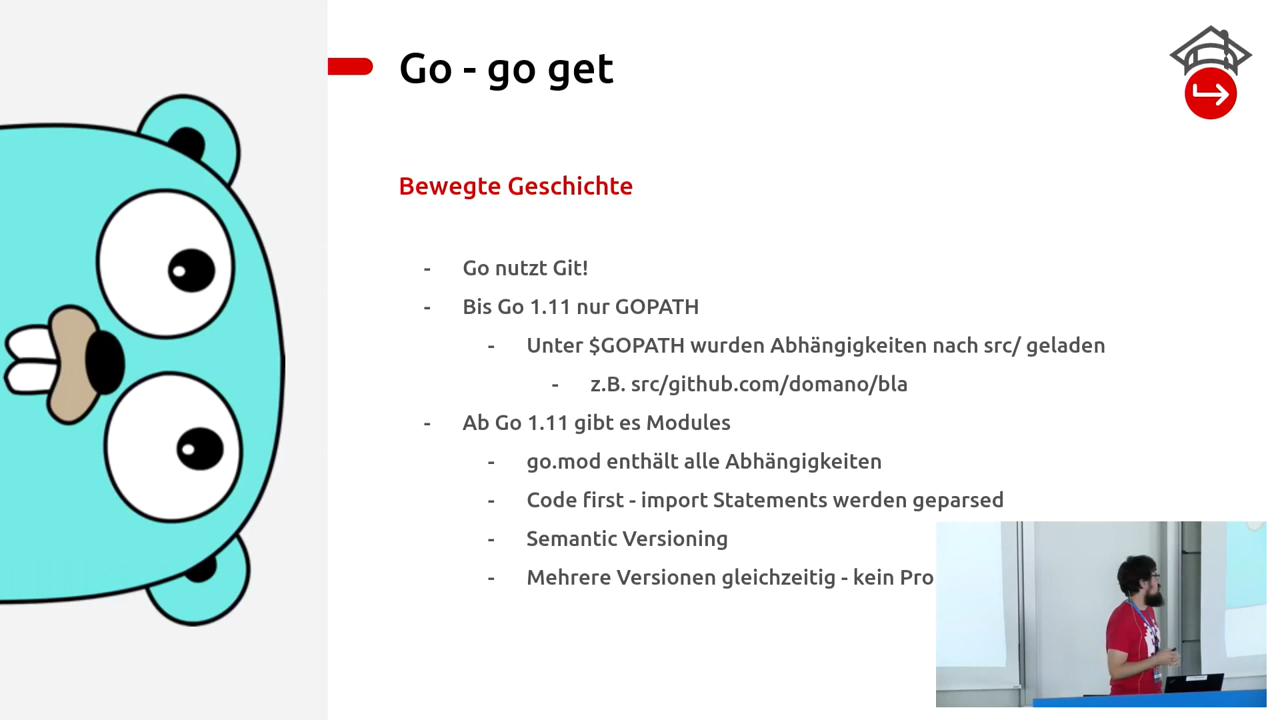 Go - go get
Bewegte Geschichte
- Go nutzt Git!
- Bis Go 1.11 nur GOPATH
- Unter $GOPATH wurden Abhängigkeiten nach src/ geladen
- z.B. src/github.com/domano/bla
- Ab Go 1.11 gibt es Modules
- go.mod enthält alle Abhängigkeiten
- Code first - import Statements werden geparsed
- Semantic Versioning
- Mehrere Versionen gleichzeitig - kein Pro